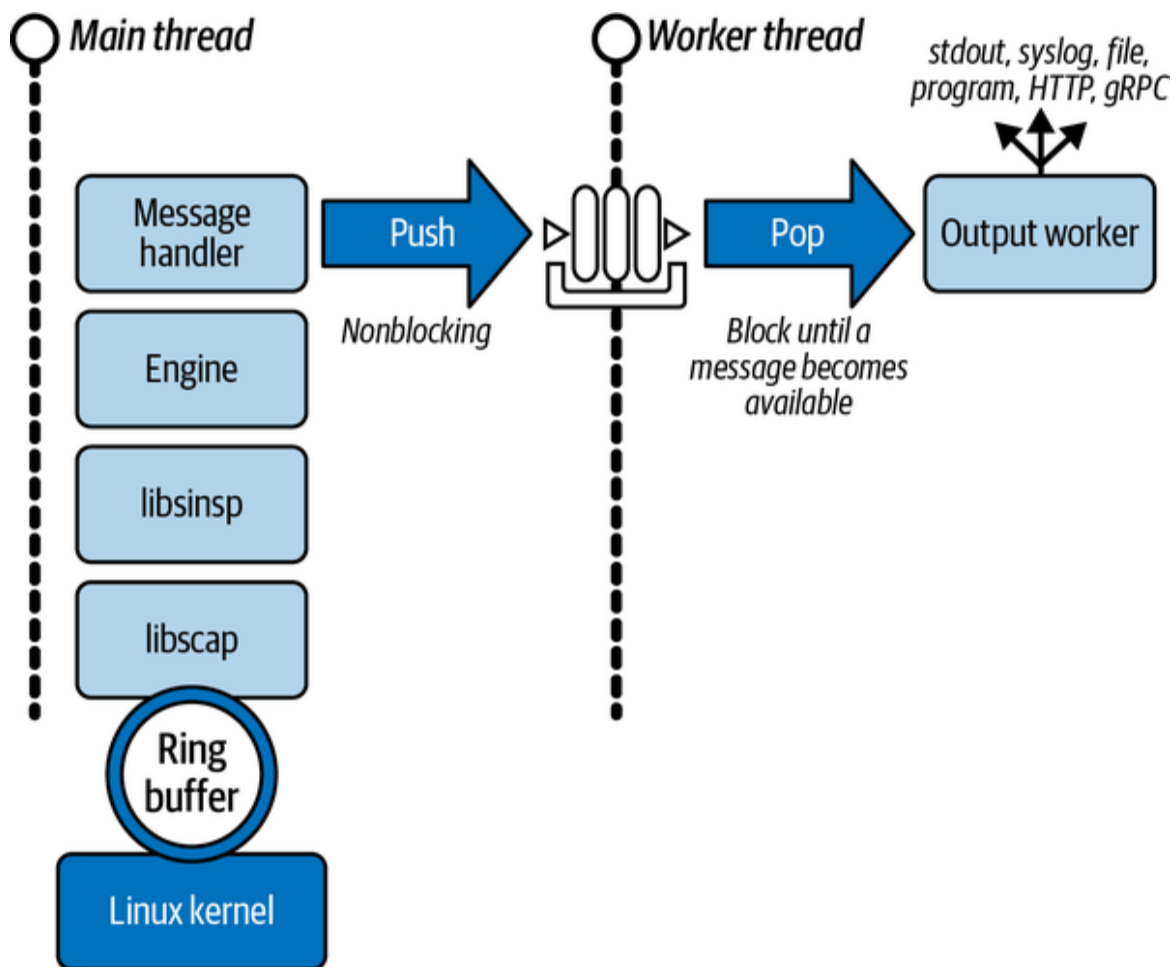 Main thread
Worker thread
stdout, syslog, file,
program, HTTP, gRPC
Message
handler
Push
Pop
Output worker
Nonblocking
Block until a
message becomes
available
Engine
libsinsp
libscap
Ring
buffer
Linux kernel